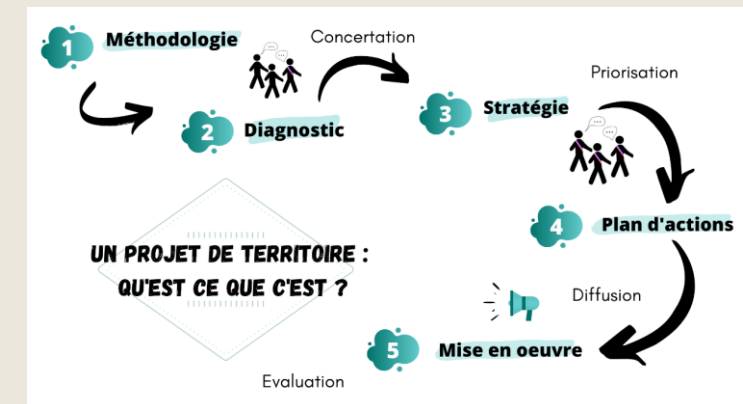 1 Méthodologie
Concertation
2 Diagnostic
3 Stratégie
Priorisation
4 Plan d'actions
Diffusion
5 Mise en oeuvre
Evaluation
UN PROJET DE TERRITOIRE :
QU'EST CE QUE C'EST ?